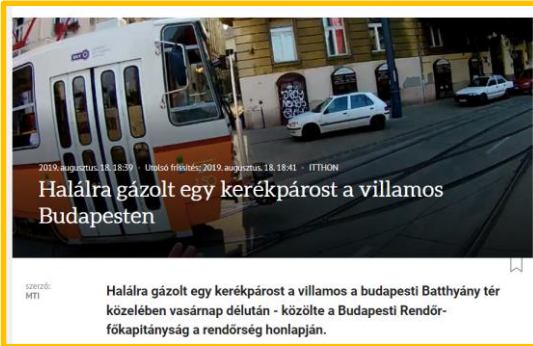 2019. augusztus. 18. 18:39 - Utolsó frissítés: 2019. augusztus. 18. 18:41 - ITTHON
Halálra gázolt egy kerékpárost a villamos
Budapesten
szerző:
MTI
Halálra gázolt egy kerékpárost a villamos a budapesti Batthyány tér
közelében vasárnap délután - közölte a Budapesti Rendőr-
főkapitányság a rendőrség honlapján.